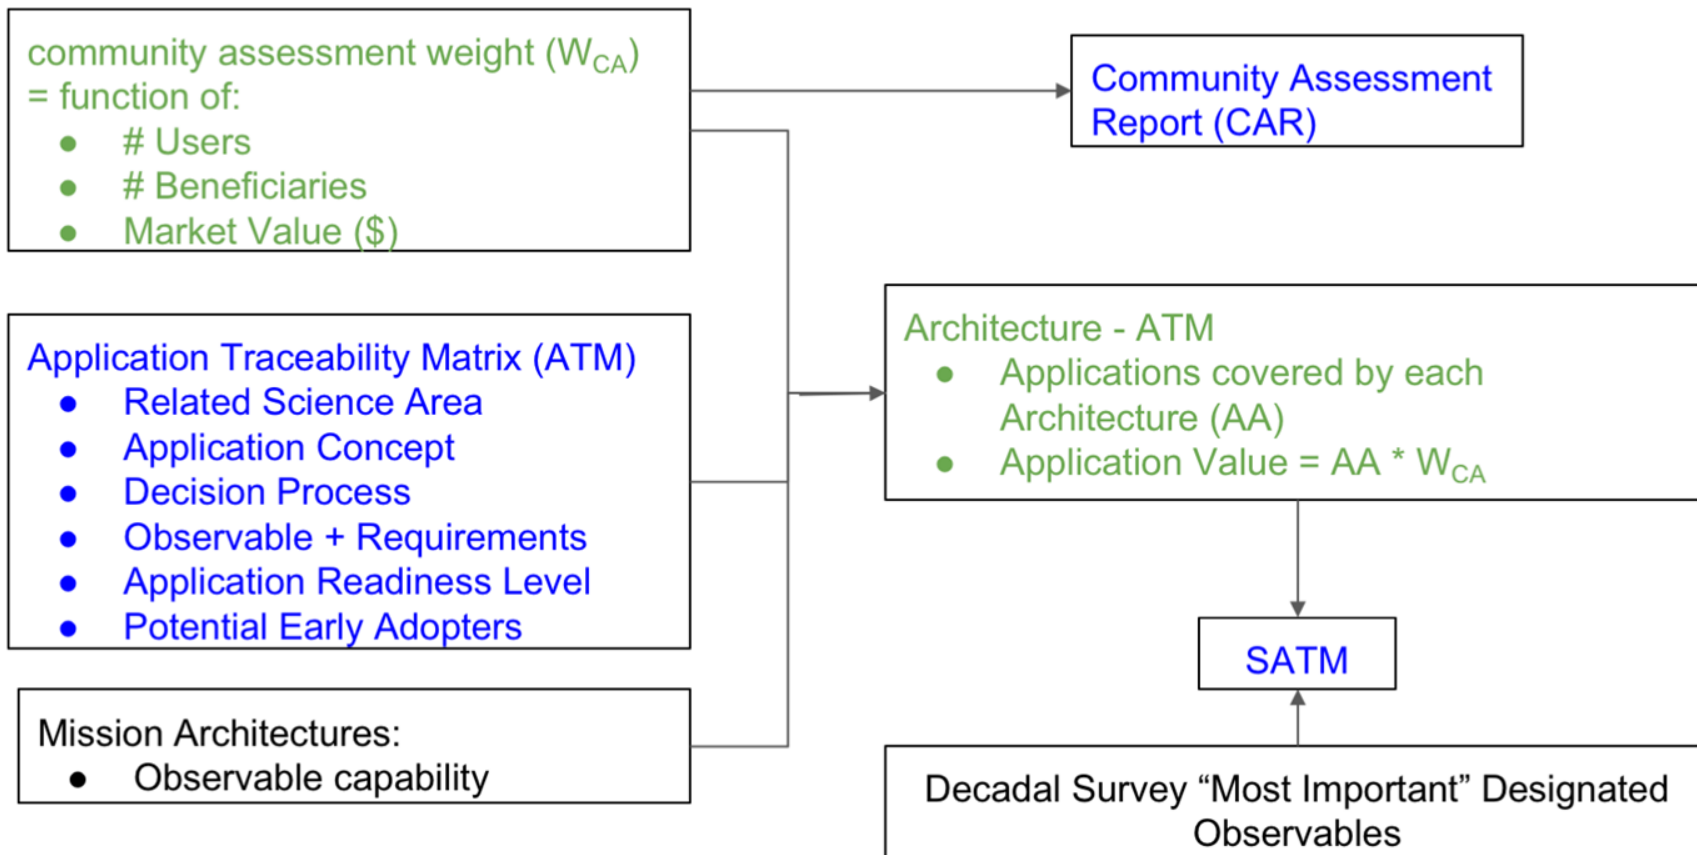 community assessment weight (W_CA)
= function of:
● # Users
● # Beneficiaries
● Market Value ($)
Community Assessment
Report (CAR)
Application Traceability Matrix (ATM)
● Related Science Area
● Application Concept
● Decision Process
● Observable + Requirements
● Application Readiness Level
● Potential Early Adopters
Architecture - ATM
● Applications covered by each
Architecture (AA)
● Application Value = AA * W_CA
SATM
Mission Architectures:
● Observable capability
Decadal Survey “Most Important” Designated
Observables